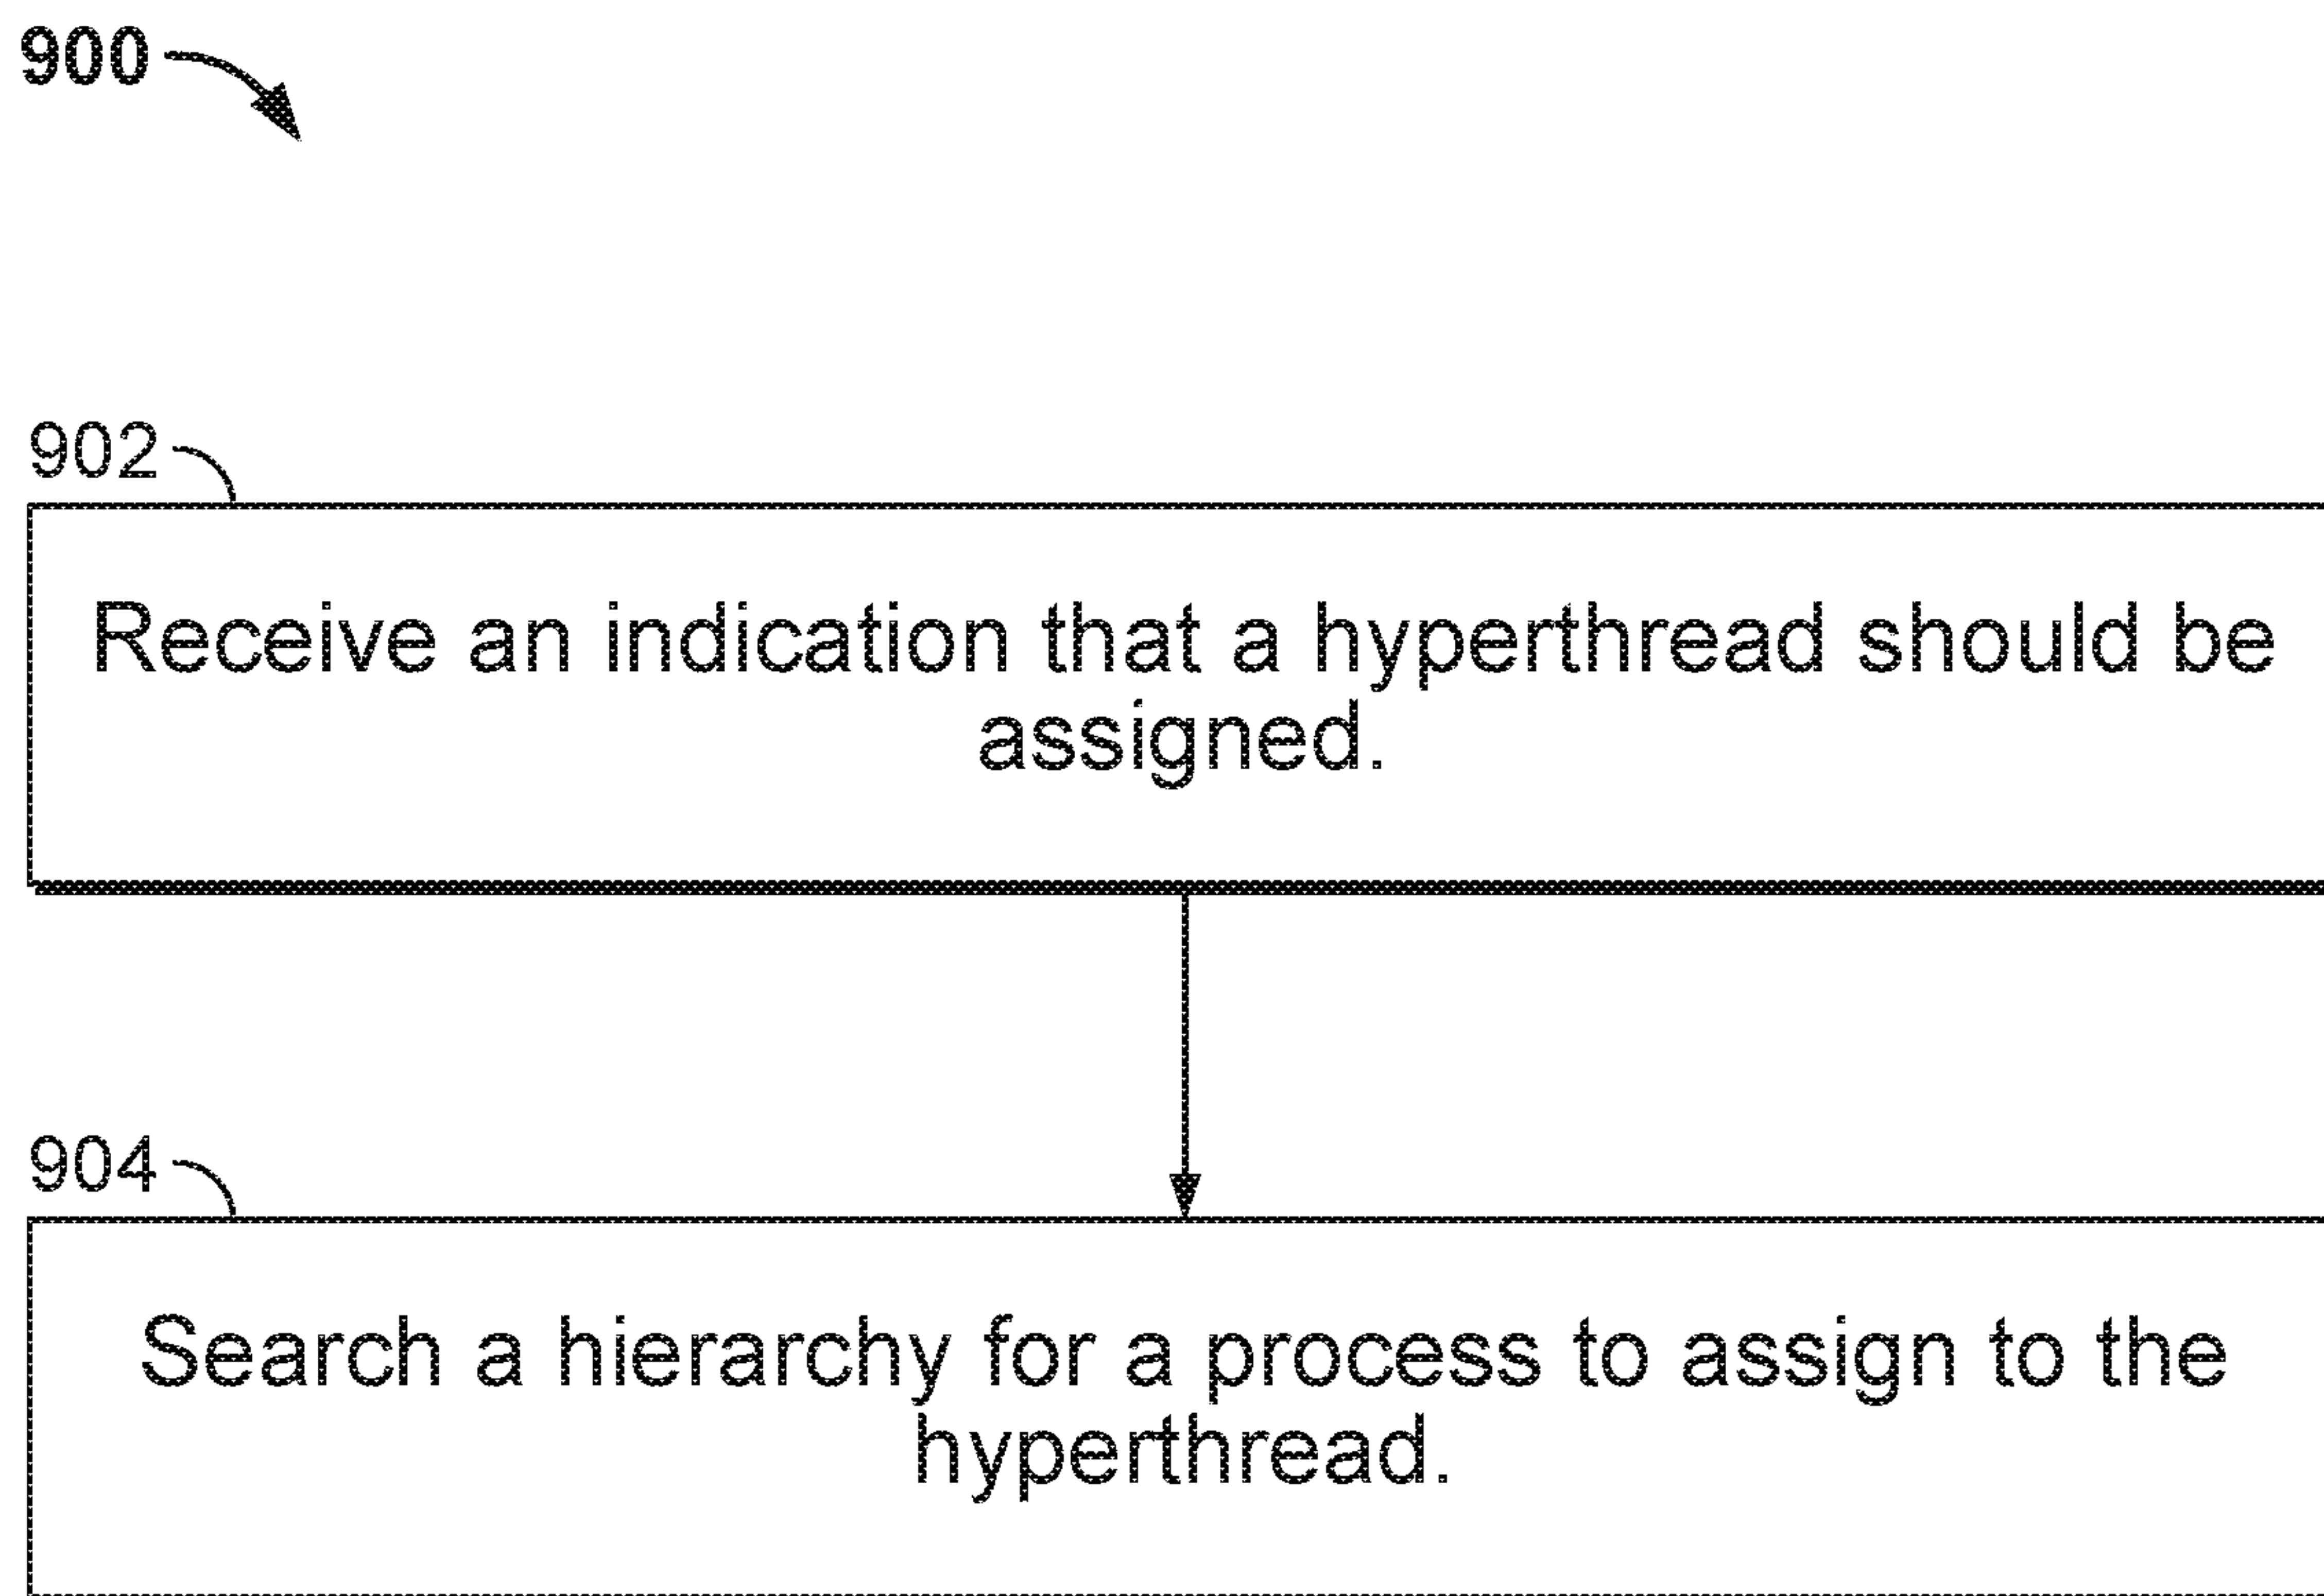 900
902
Receive an indication that a hyperthread should be
assigned.
904
Search a hierarchy for a process to assign to the
hyperthread.